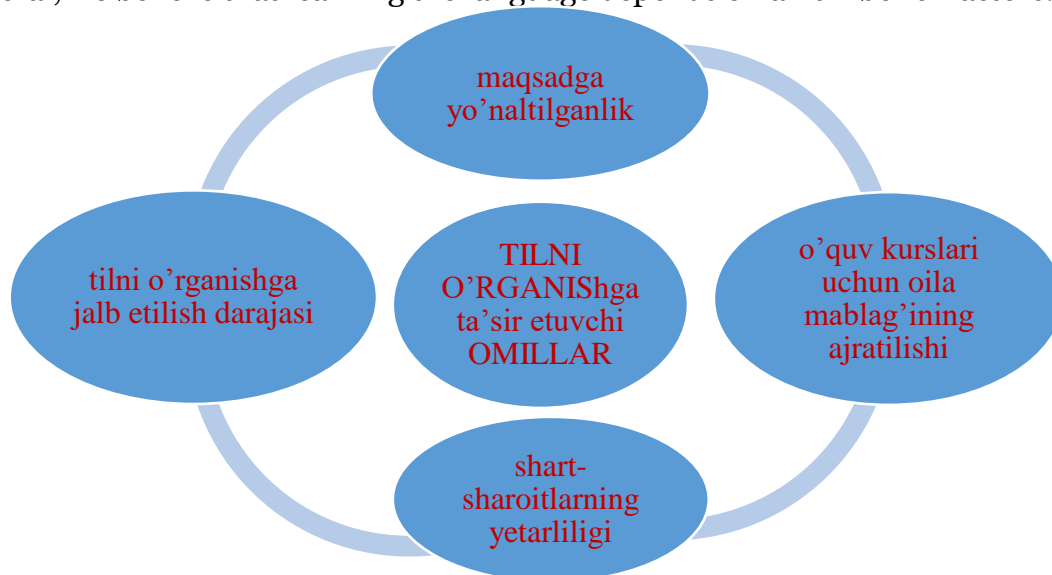 maqsadga
yo’naltilganlik
tilni o’rganishga
jalb etilish darajasi
TILNI
O’RGANIShga
ta’sir etuvchi
OMILLAR
o’quv kurslari
uchun oila
mablag’ining
ajratilishi
shart-
sharoitlarning
yetarliligi